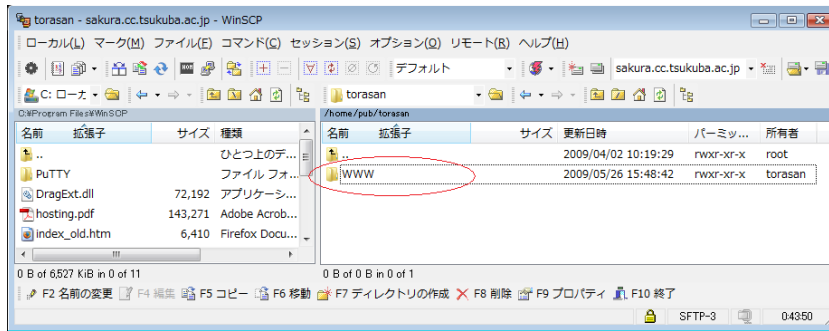 torasan - sakura.cc.tsukuba.ac.jp - WinSCP
ローカル(L) マーク(M) ファイル(F) コマンド(C) セッション(S) オプション(O) リモート(R) ヘルプ(H)
デフォルト sakura.cc.tsukuba.ac.jp
C: ローカ torasan
C:¥Program Files¥WinSCP /home/pub/torasan
名前 拡張子 サイズ 種類 名前 拡張子 サイズ 更新日時 パーミッ... 所有者
.. ひとつ上のデ... .. 2009/04/02 10:19:29 rwxr-xr-x root
PuTTY ファイル フォ... WWW 2009/05/26 15:48:42 rwxr-xr-x torasan
DragExt.dll 72,192 アプリケーシ...
hosting.pdf 143,271 Adobe Acrob...
index_old.htm 6,410 Firefox Docu...
0 B of 6,527 KiB in 0 of 11 0 B of 0 B in 0 of 1
F2 名前の変更 F4 編集 F5 コピー F6 移動 F7 ディレクトリの作成 F8 削除 F9 プロパティ F10 終了
SFTP-3 0:43:50